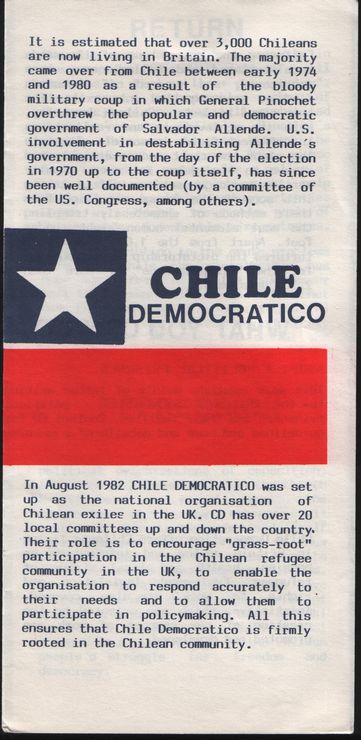 It is estimated that over 3,000 Chileans
are now living in Britain. The majority
came over from Chile between early 1974
and 1980 as a result of the bloody
military coup in which General Pinochet
overthrew the popular and democratic
government of Salvador Allende. U.S.
involvement in destabilising Allende's
government, from the day of the election
in 1970 up to the coup itself, has since
been well documented (by a committee of
the US. Congress, among others).
CHILE
DEMOCRATICO
In August 1982 CHILE DEMOCRATICO was set
up as the national organisation of
Chilean exiles in the UK. CD has over 20
local committees up and down the country.
Their role is to encourage "grass-root"
participation in the Chilean refugee
community in the UK, to enable the
organisation to respond accurately to
their needs and to allow them to
participate in policymaking. All this
ensures that Chile Democratico is firmly
rooted in the Chilean community.